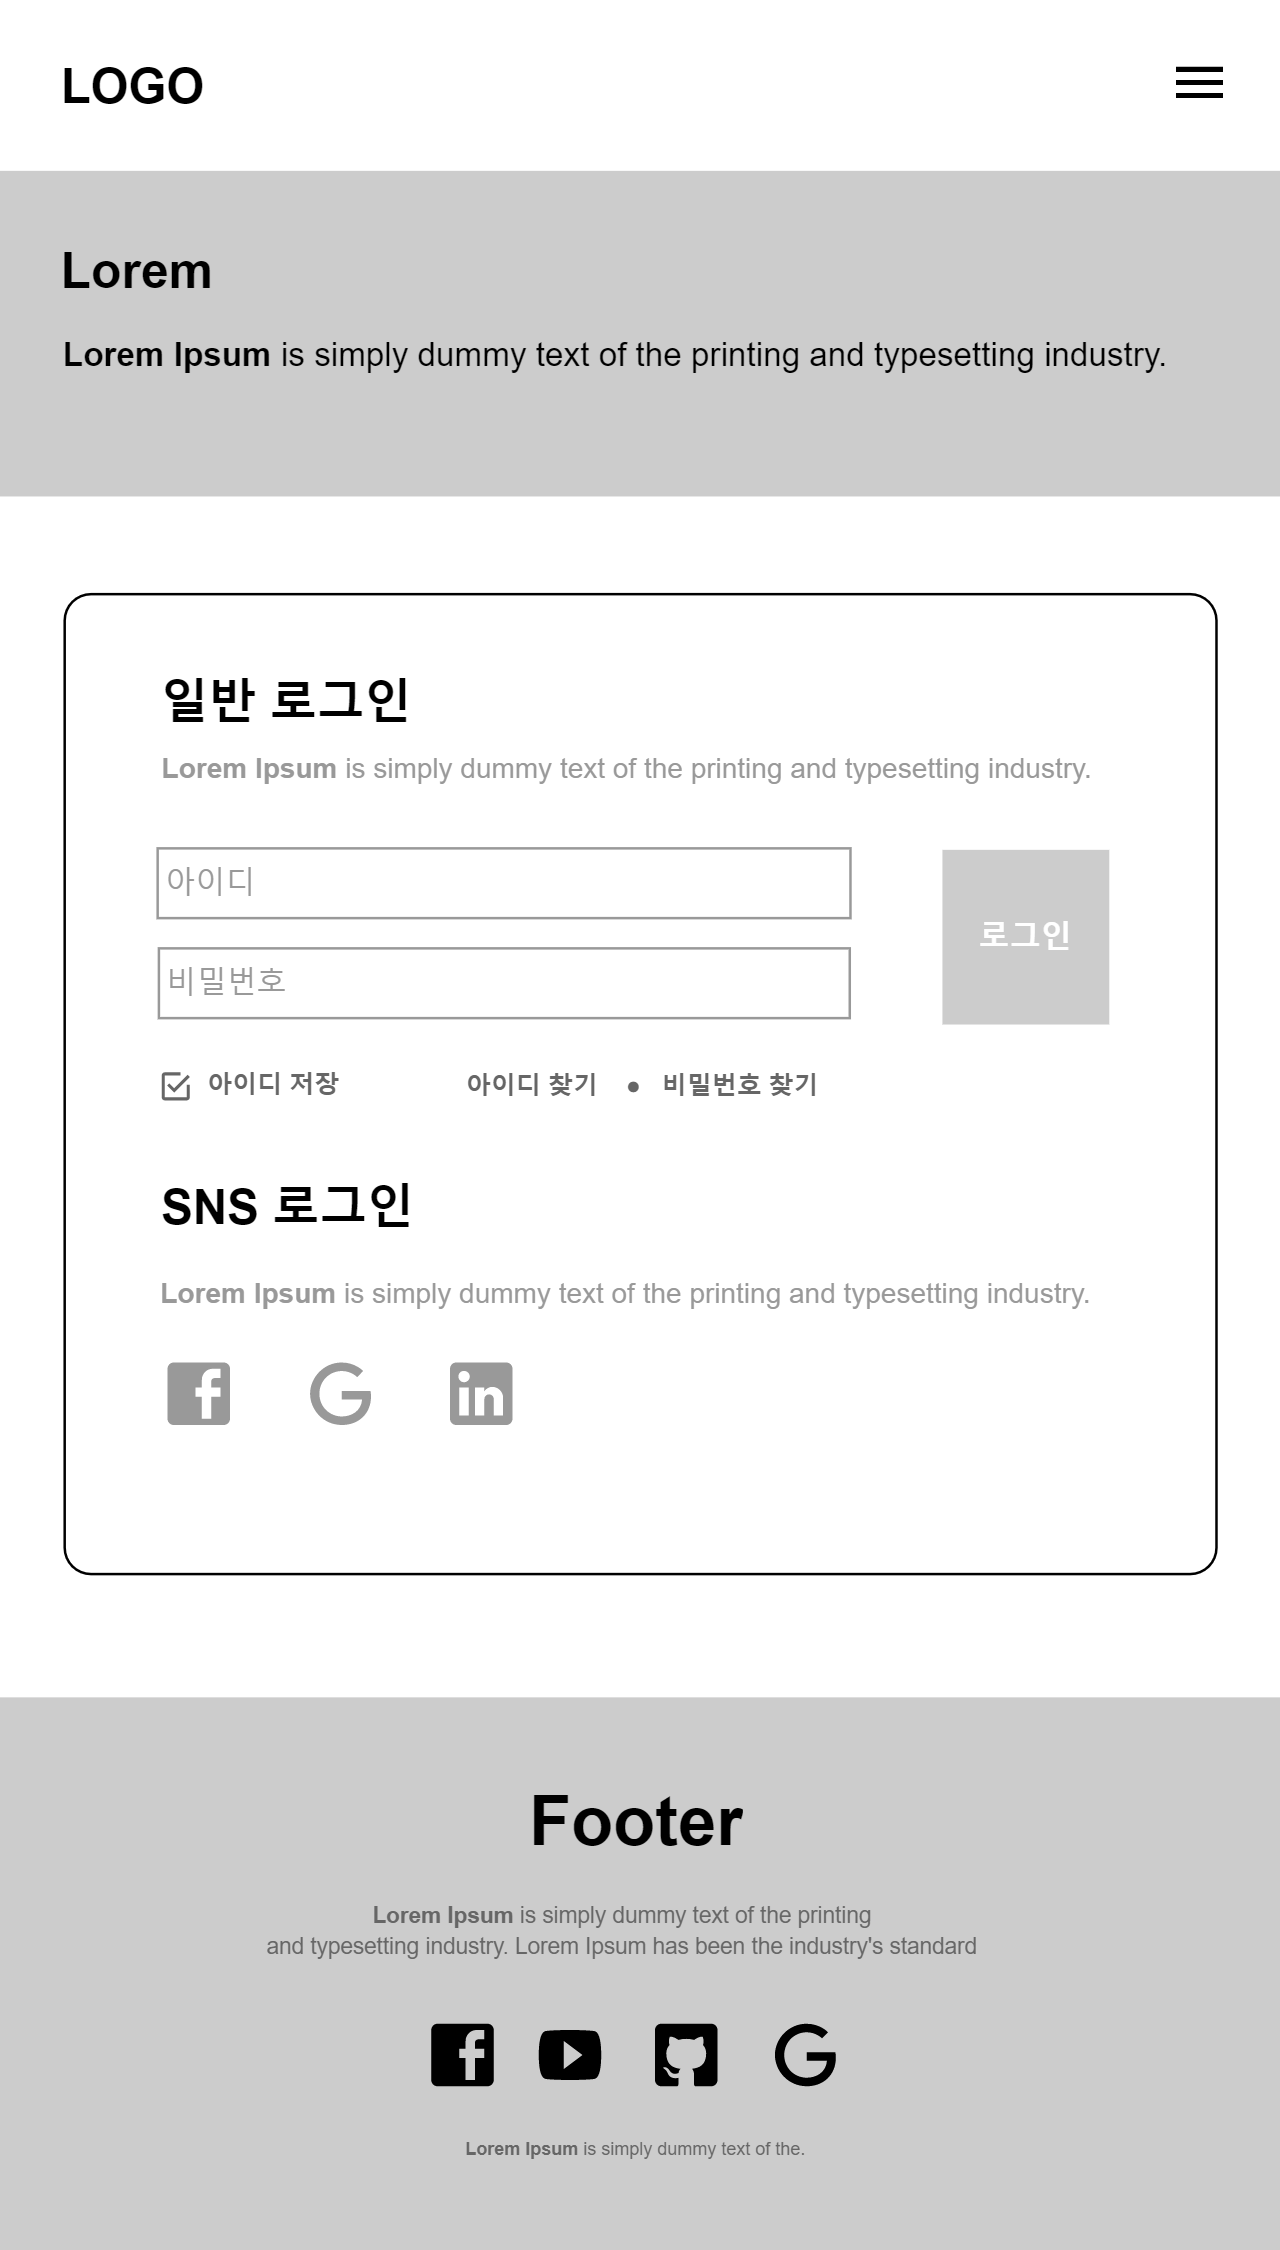 LOGO
Lorem
Lorem Ipsum is simply dummy text of the printing and typesetting industry.
일반 로그인
Lorem Ipsum is simply dummy text of the printing and typesetting industry.
아이디
비밀번호
로그인
아이디 저장 아이디 찾기 • 비밀번호 찾기
SNS 로그인
Lorem Ipsum is simply dummy text of the printing and typesetting industry.
Footer
Lorem Ipsum is simply dummy text of the printing
and typesetting industry. Lorem Ipsum has been the industry's standard
Lorem Ipsum is simply dummy text of the.